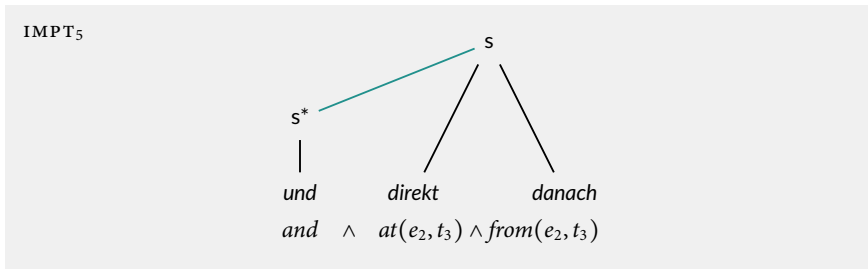 IMPT₅
s
s*
und direkt danach
and ∧ at(e₂, t₃) ∧ from(e₂, t₃)